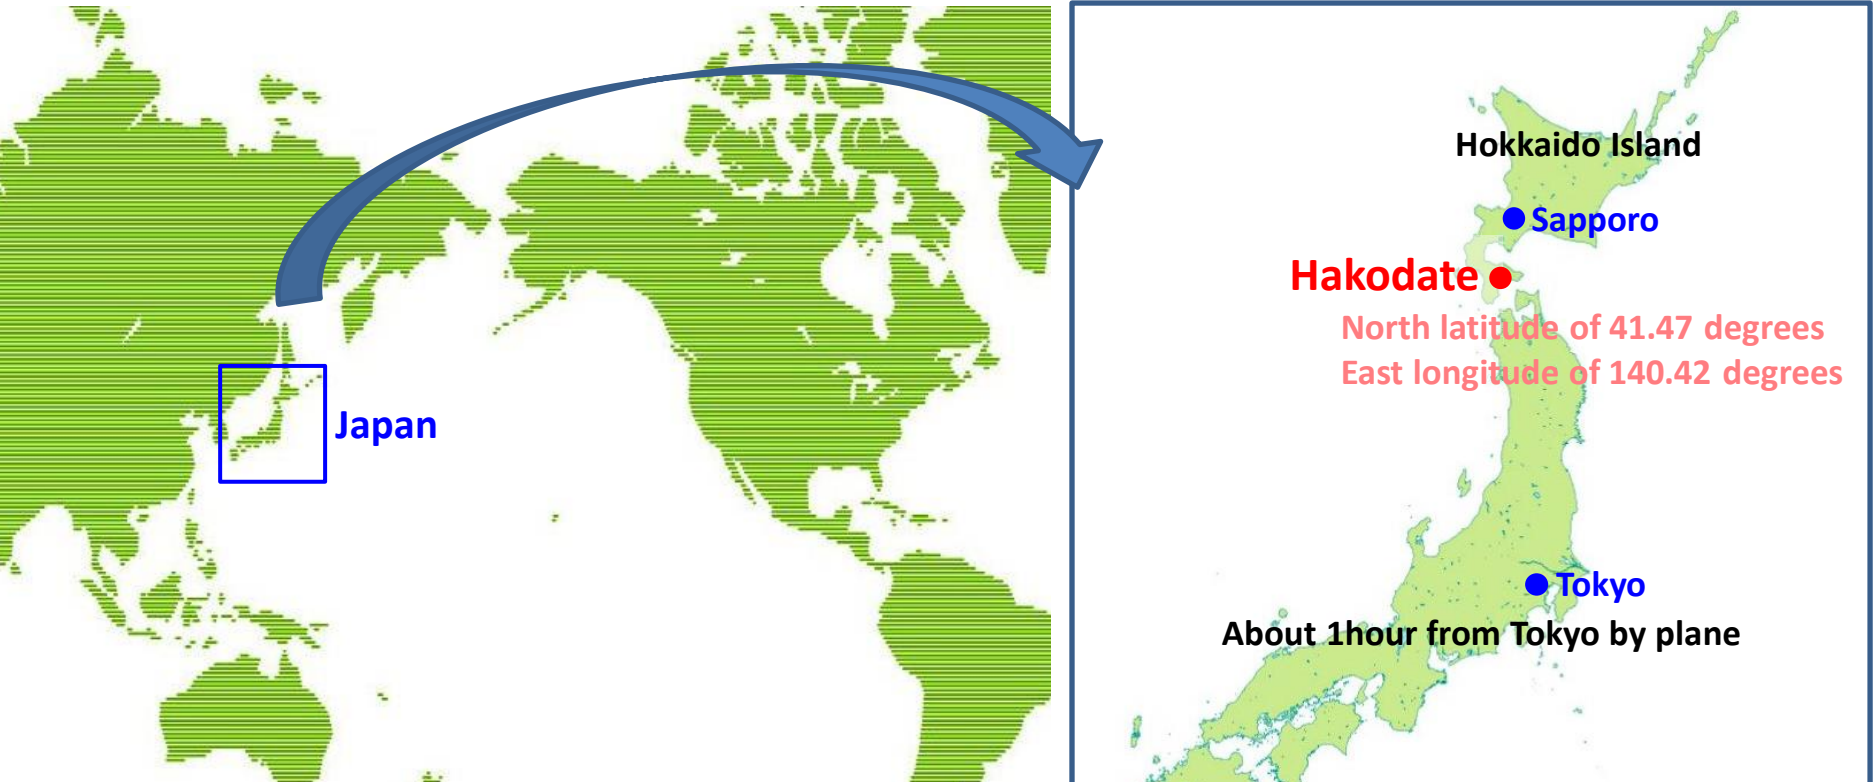 Japan
Hokkaido Island
Sapporo
Hakodate
North latitude of 41.47 degrees
East longitude of 140.42 degrees
Tokyo
About 1hour from Tokyo by plane